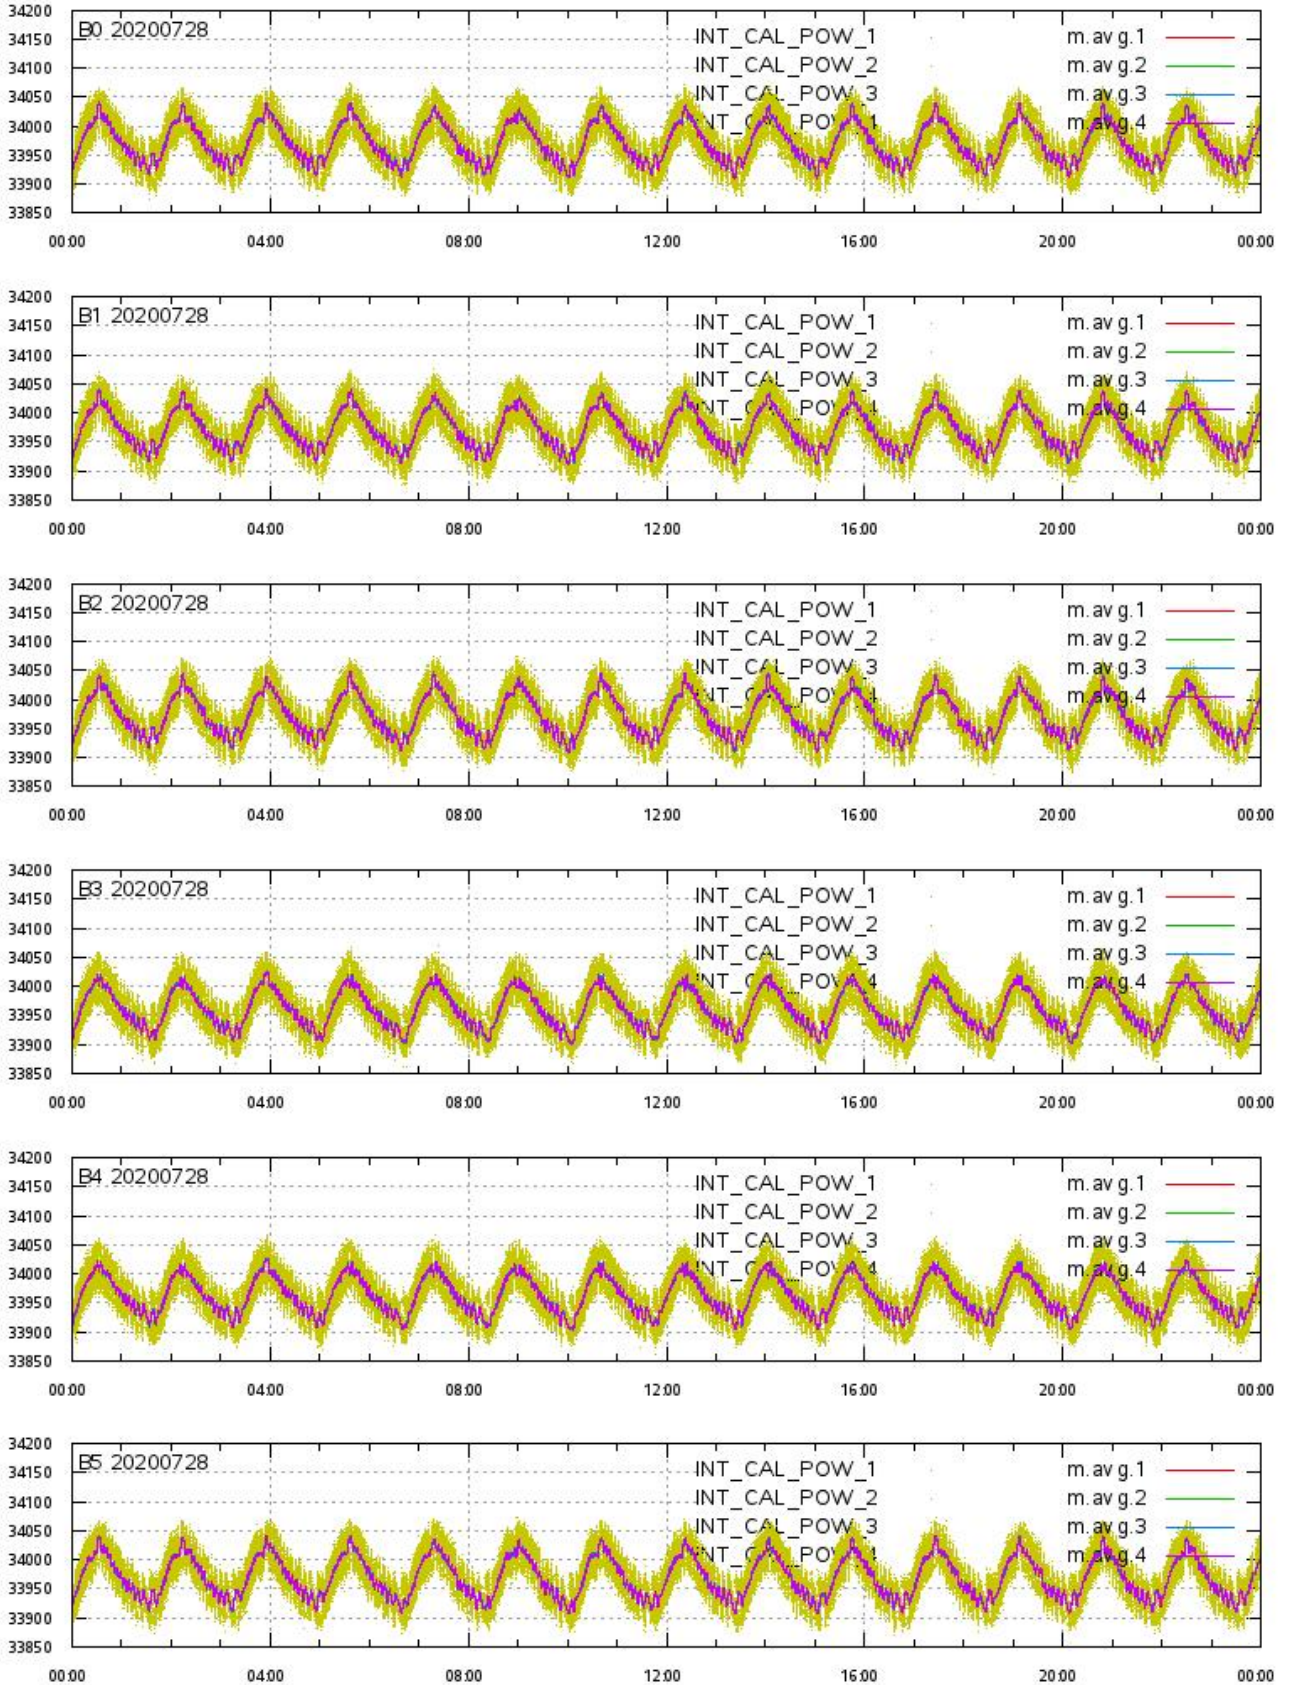 34200
B0 20200728 INT_CAL_POW_1 m.avg.1
34150
INT_CAL_POW_2 m.avg.2
34100
INT_CAL_POW_3 m.avg.3
34050
INT_CAL_POW_4 m.avg.4
34000
33950
33900
33850
00:00 04:00 08:00 12:00 16:00 20:00 00:00
34200
B1 20200728 INT_CAL_POW_1 m.avg.1
34150
INT_CAL_POW_2 m.avg.2
34100
INT_CAL_POW_3 m.avg.3
34050
INT_CAL_POW_4 m.avg.4
34000
33950
33900
33850
00:00 04:00 08:00 12:00 16:00 20:00 00:00
34200
B2 20200728 INT_CAL_POW_1 m.avg.1
34150
INT_CAL_POW_2 m.avg.2
34100
INT_CAL_POW_3 m.avg.3
34050
INT_CAL_POW_4 m.avg.4
34000
33950
33900
33850
00:00 04:00 08:00 12:00 16:00 20:00 00:00
34200
B3 20200728 INT_CAL_POW_1 m.avg.1
34150
INT_CAL_POW_2 m.avg.2
34100
INT_CAL_POW_3 m.avg.3
34050
INT_CAL_POW_4 m.avg.4
34000
33950
33900
33850
00:00 04:00 08:00 12:00 16:00 20:00 00:00
34200
B4 20200728 INT_CAL_POW_1 m.avg.1
34150
INT_CAL_POW_2 m.avg.2
34100
INT_CAL_POW_3 m.avg.3
34050
INT_CAL_POW_4 m.avg.4
34000
33950
33900
33850
00:00 04:00 08:00 12:00 16:00 20:00 00:00
34200
B5 20200728 INT_CAL_POW_1 m.avg.1
34150
INT_CAL_POW_2 m.avg.2
34100
INT_CAL_POW_3 m.avg.3
34050
INT_CAL_POW_4 m.avg.4
34000
33950
33900
33850
00:00 04:00 08:00 12:00 16:00 20:00 00:00